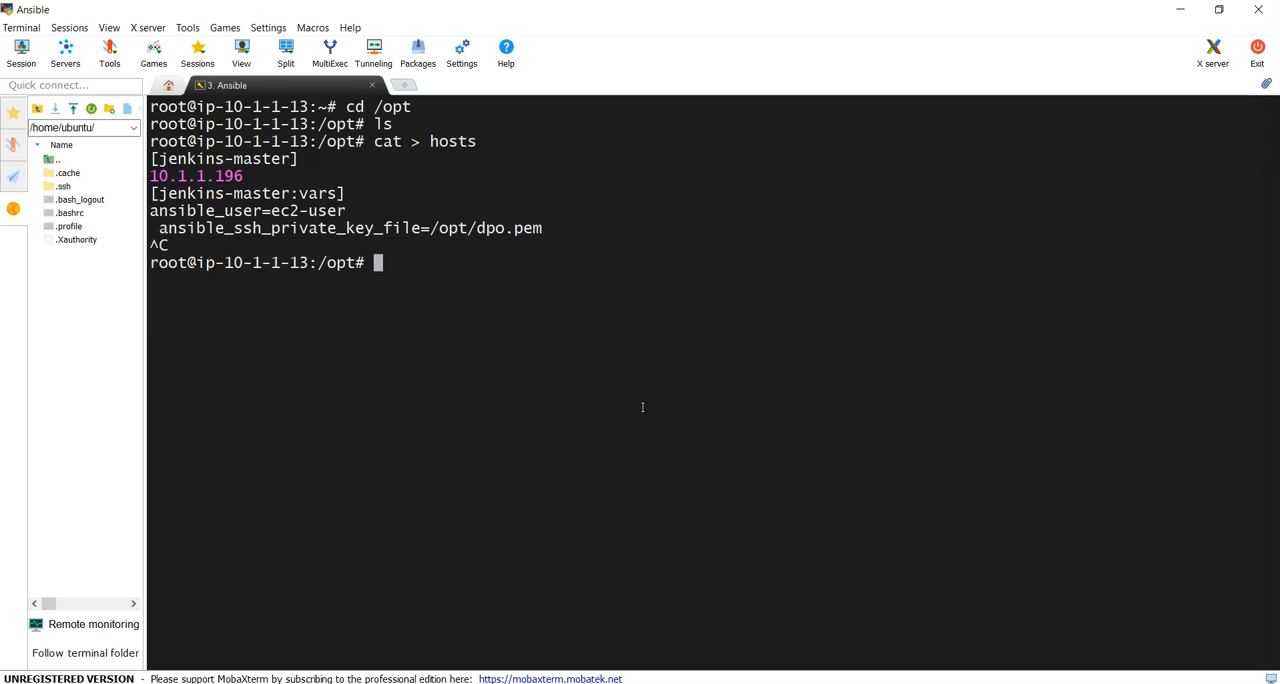 Ansible
Terminal Sessions View X server Tools Games Settings Macros Help
Session Servers Tools Games Sessions View Split MultiExec Tunneling Packages Settings Help X server Exit
Quick connect...
3. Ansible
/home/ubuntu/
Name
..
.cache
.ssh
.bash_logout
.bashrc
.profile
.Xauthority
root@ip-10-1-1-13:~# cd /opt
root@ip-10-1-1-13:/opt# ls
root@ip-10-1-1-13:/opt# cat > hosts
[jenkins-master]
10.1.1.196
[jenkins-master:vars]
ansible_user=ec2-user
 ansible_ssh_private_key_file=/opt/dpo.pem
^C
root@ip-10-1-1-13:/opt#
Remote monitoring
Follow terminal folder
UNREGISTERED VERSION - Please support MobaXterm by subscribing to the professional edition here: https://mobaxterm.mobatek.net